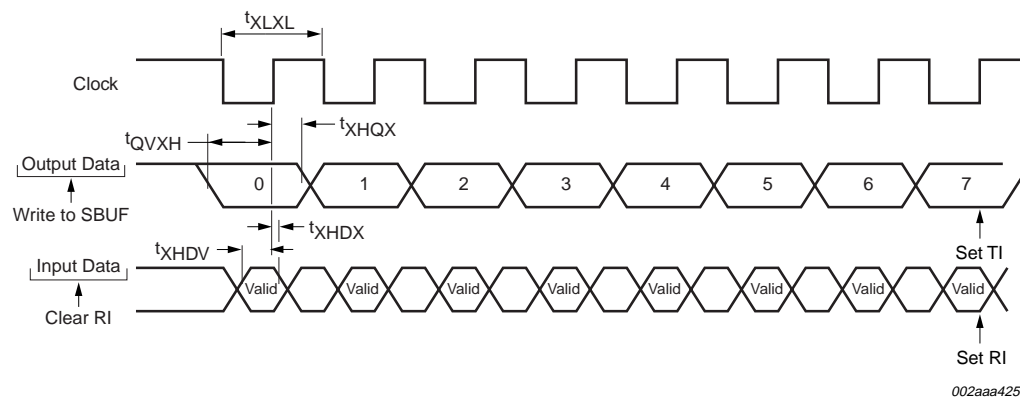 tXLXL
Clock
tXHQX
tQVXH
Output Data
0 1 2 3 4 5 6 7
Write to SBUF
tXHDX
Set TI
tXHDV
Input Data
Valid Valid Valid Valid Valid Valid Valid Valid
Clear RI
Set RI
002aaa425